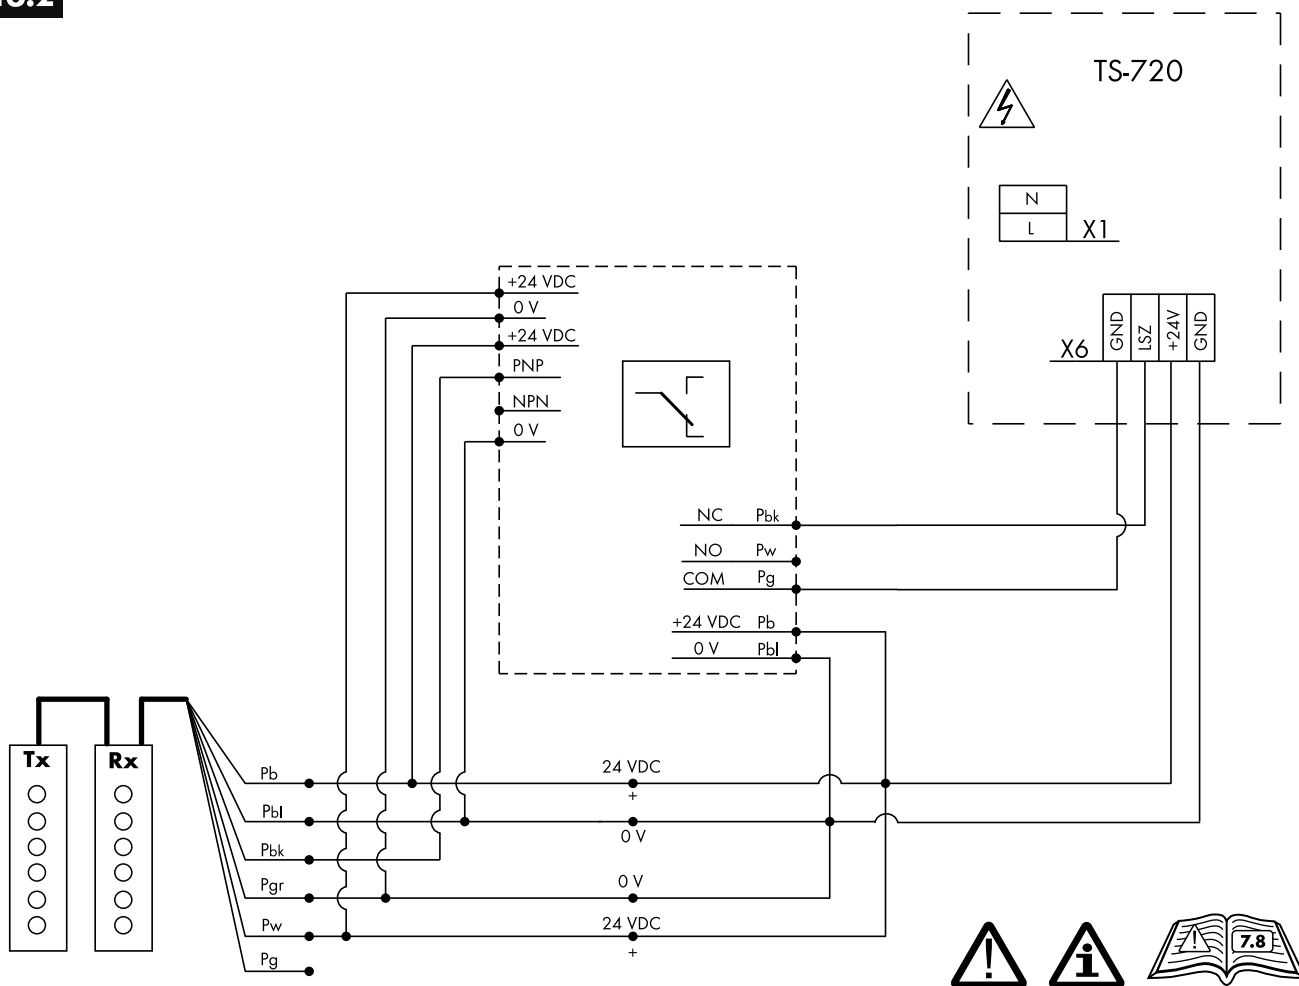 TS-720
N
L
X1
X6
GND
LSZ
+24V
GND
+24 VDC
0 V
+24 VDC
PNP
NPN
0 V
NC Pbk
NO Pw
COM Pg
+24 VDC Pb
0 V Pbl
Tx
Rx
Pb
24 VDC
+
Pbl
0 V
Pbk
Pgr
0 V
Pw
24 VDC
+
Pg
!
i
!
7.8